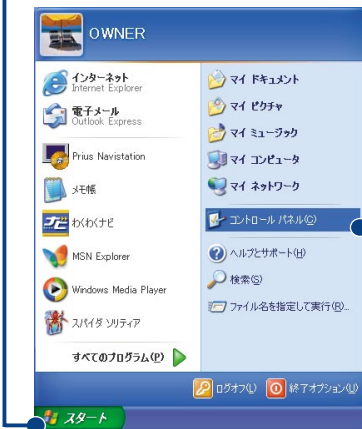 OWNER
インターネット
Internet Explorer
電子メール
Outlook Express
Prius Navistation
メモ帳
わくわくナビ
MSN Explorer
Windows Media Player
スパイダ ソリティア
すべてのプログラム(P)
マイ ドキュメント
マイ ピクチャ
マイ ミュージック
マイ コンピュータ
マイ ネットワーク
コントロール パネル(C)
ヘルプとサポート(H)
検索(S)
ファイル名を指定して実行(R)...
ログオフ(L)
終了オプション(U)
スタート